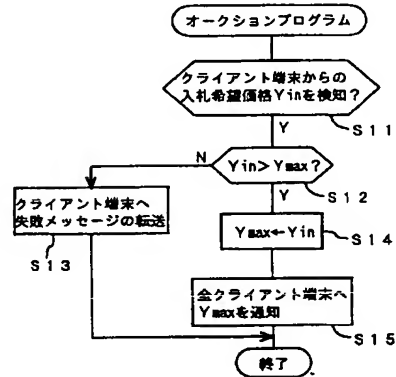 オークションプログラム
クライアント端末からの
入札希望価格Yinを検知？
Y
S11
N
Yin>Ymax？
S12
Y
クライアント端末へ
失敗メッセージの転送
S13
Ymax←Yin
S14
全クライアント端末へ
Ymaxを通知
S15
終了